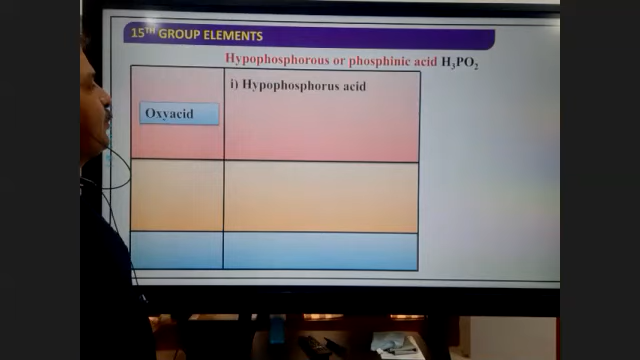 15TH GROUP ELEMENTS
Hypophosphorous or phosphinic acid H₃PO₂
i) Hypophosphorus acid
Oxyacid